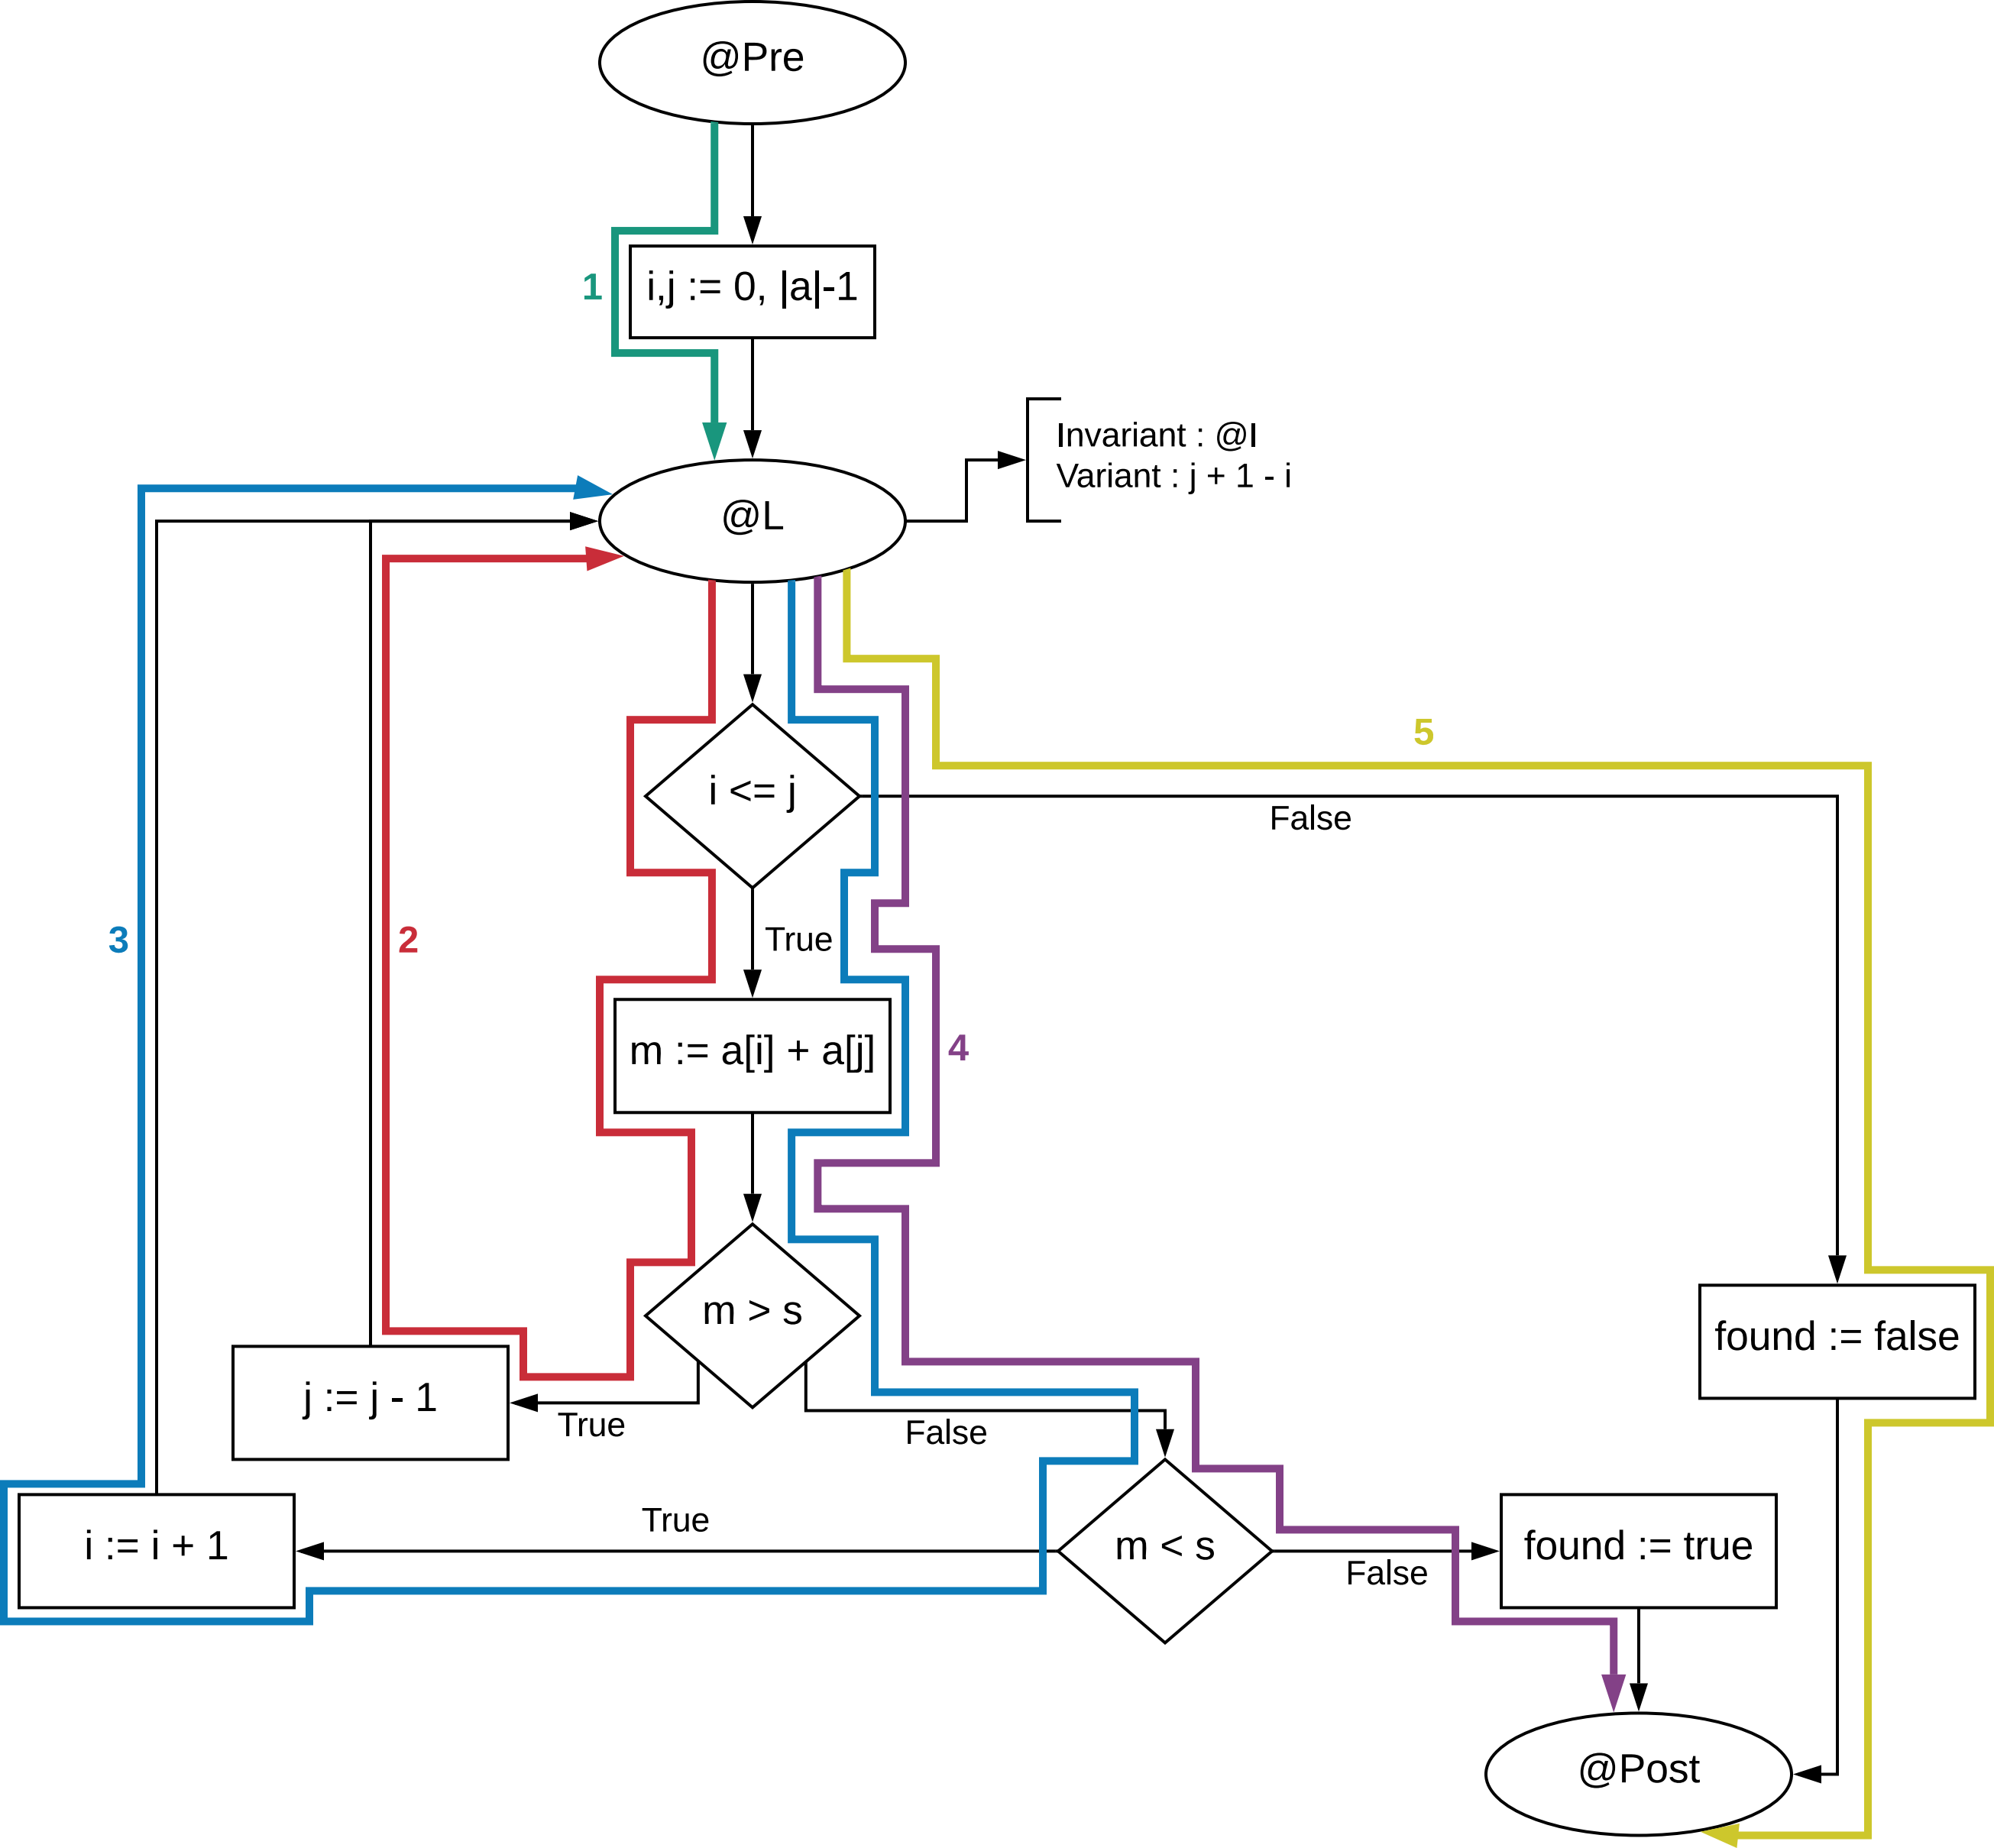 @Pre
i,j := 0, |a|-1
1
Invariant : @I
Variant : j + 1 - i
@L
5
i <= j
False
3
2
True
m := a[i] + a[j]
4
m > s
found := false
j := j - 1
True
False
True
i := i + 1
m < s
found := true
False
@Post